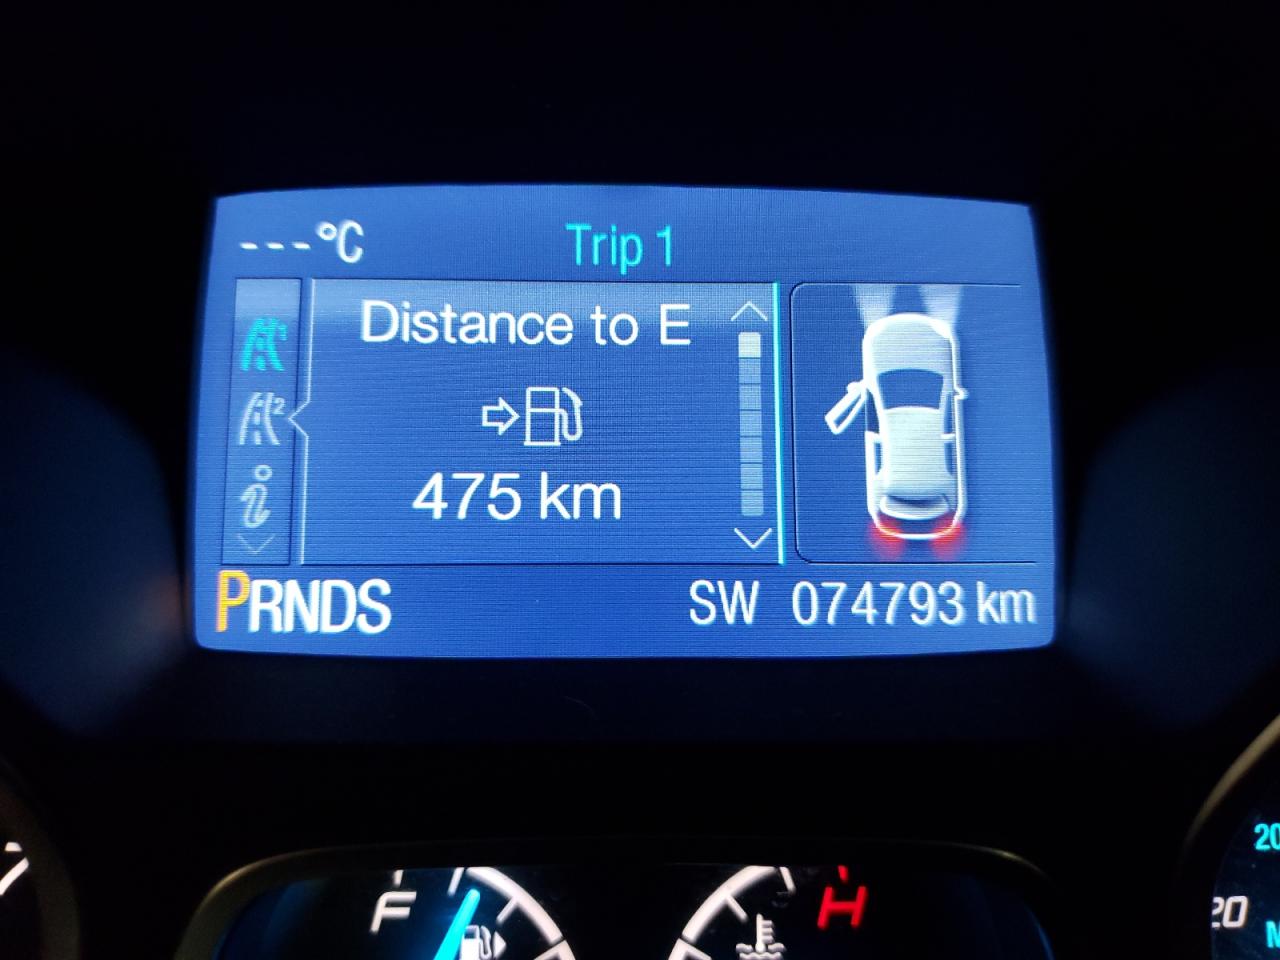 ---°C
Trip 1
Distance to E
475 km
PRNDS
SW 074793 km
F
H